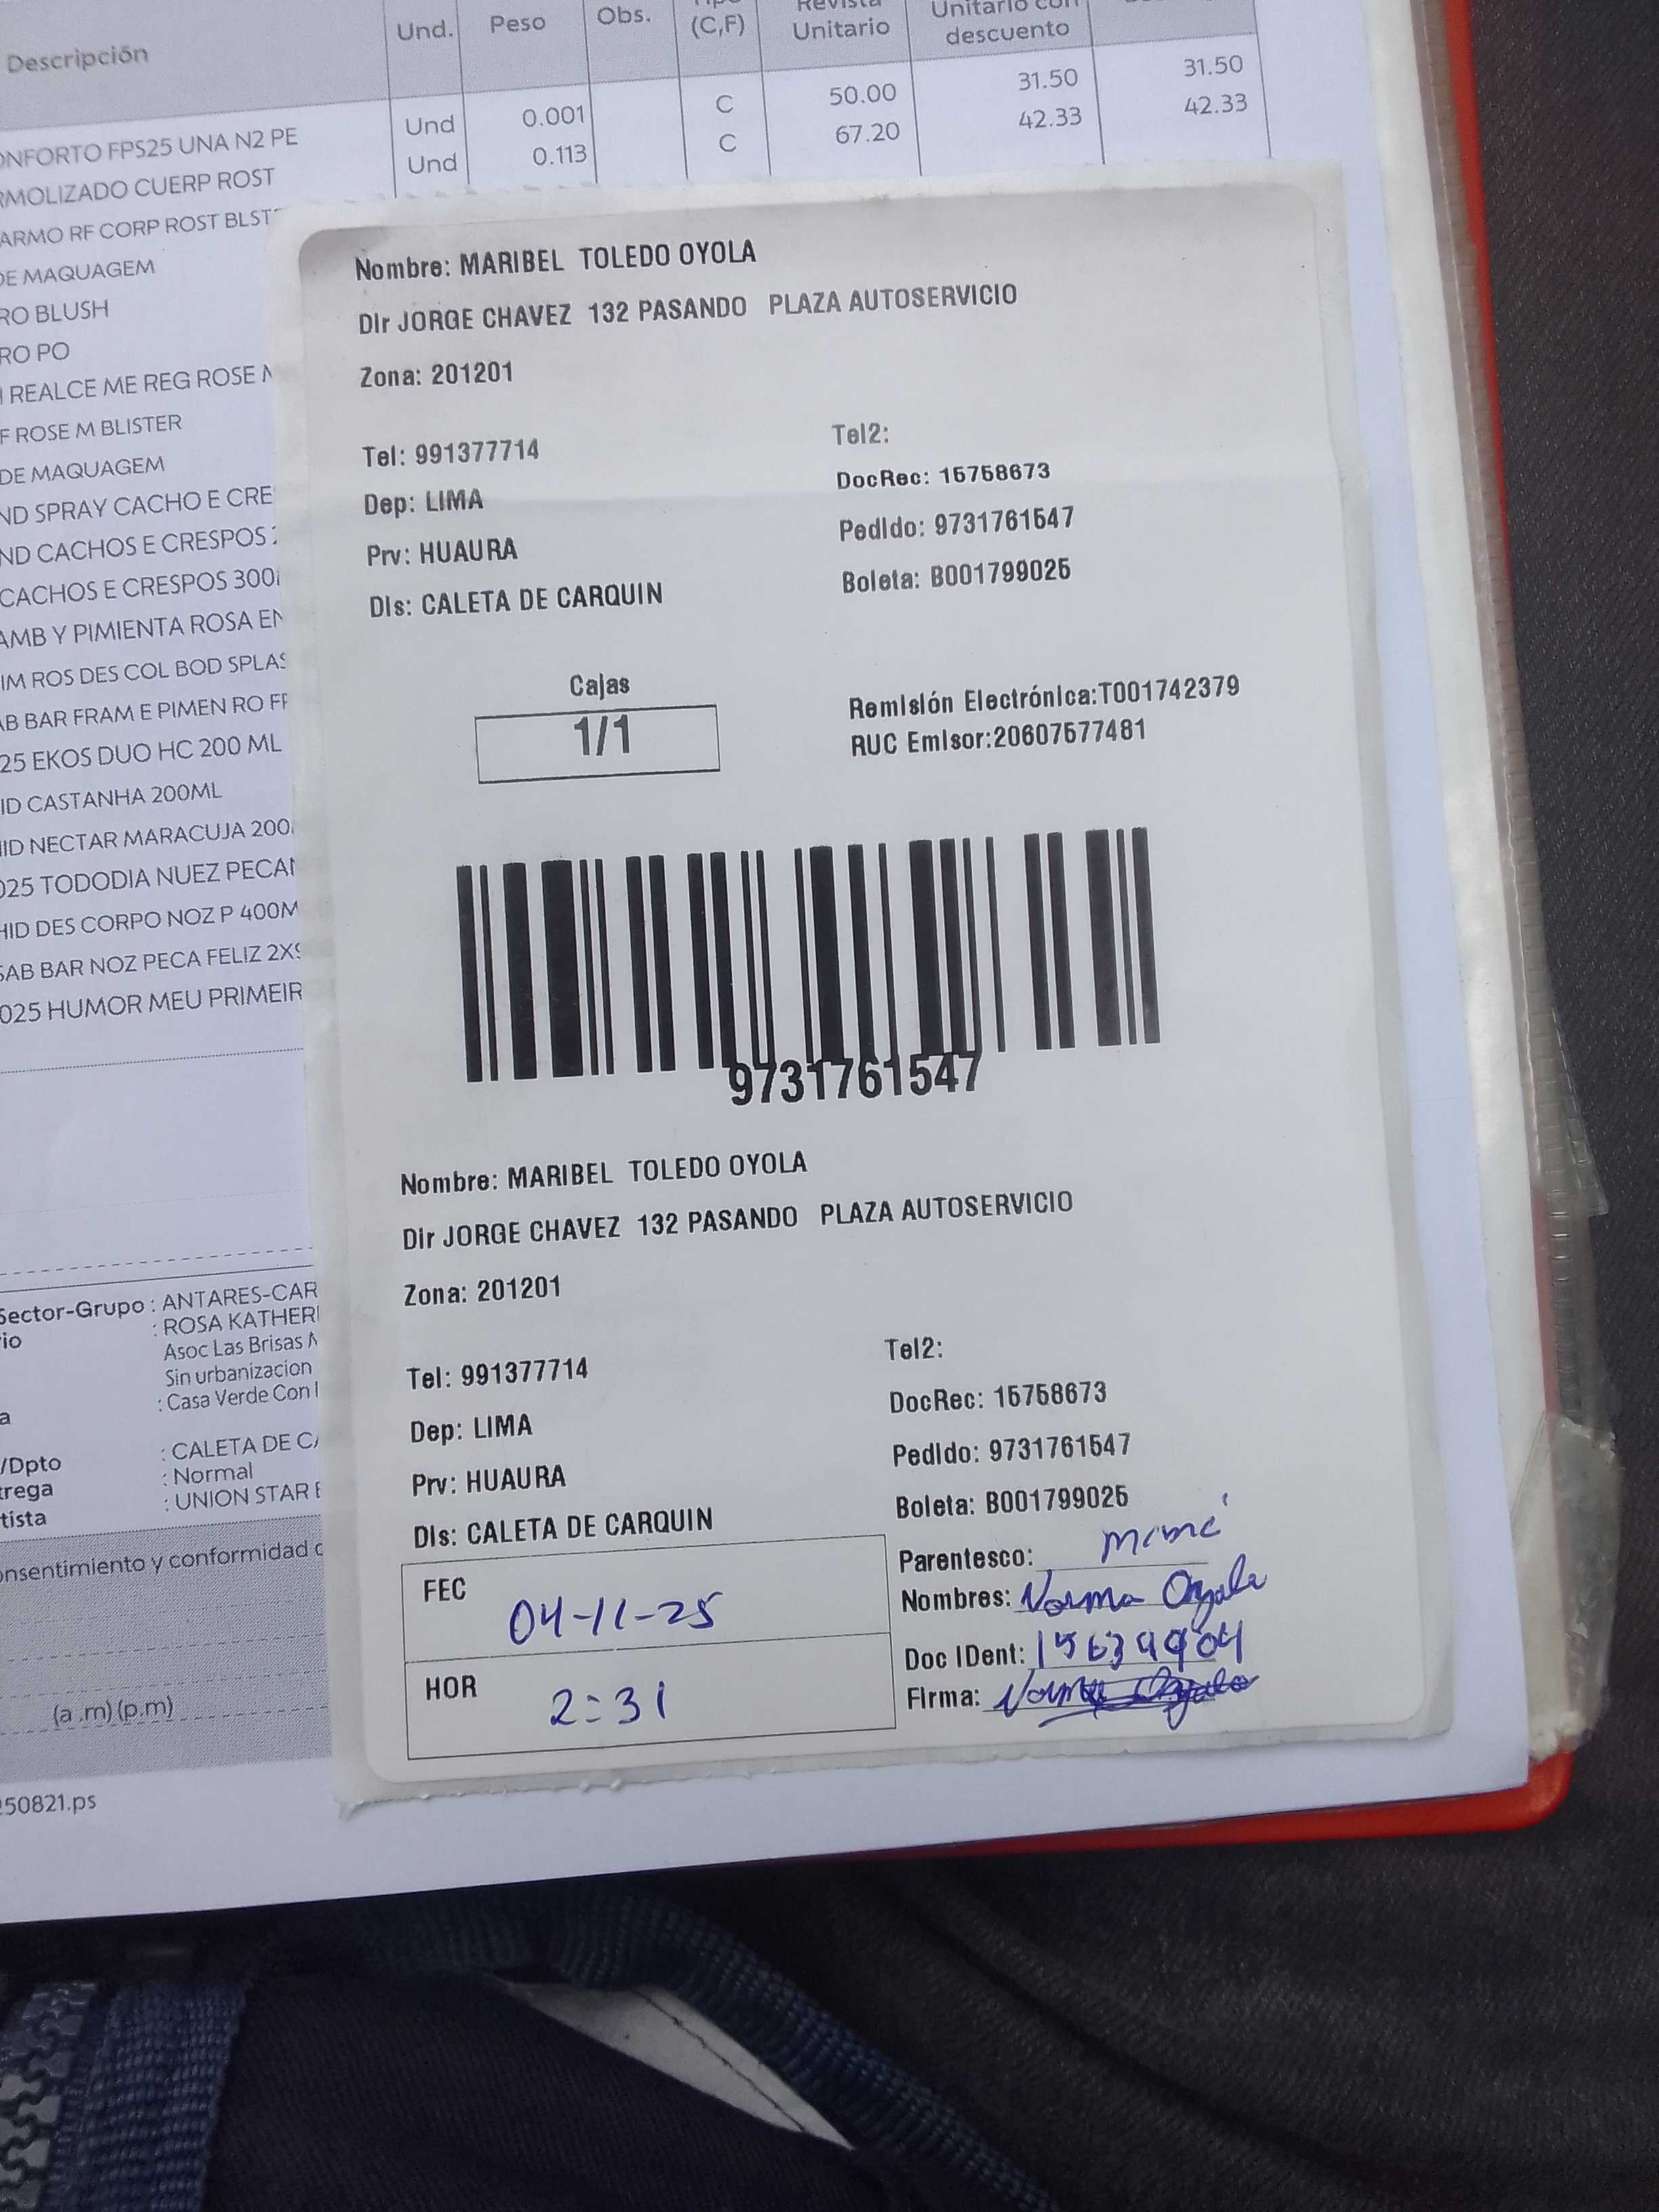 Descripción Und. Peso Obs. (C,F) Unitario descuento
Revista Unitario con
Und 0.001 C 50.00 31.50 31.50
ONFORTO FPS25 UNA N2 PE Und 0.113 C 67.20 42.33 42.33
RMOLIZADO CUERP ROST
ARMO RF CORP ROST BLST
DE MAQUAGEM
RO BLUSH
RO PO
REALCE ME REG ROSE
F ROSE M BLISTER
DE MAQUAGEM
ND SPRAY CACHO E CRE
ND CACHOS E CRESPOS
CACHOS E CRESPOS 300
AMB Y PIMIENTA ROSA EN
IM ROS DES COL BOD SPLAS
AB BAR FRAM E PIMEN RO FR
25 EKOS DUO HC 200 ML
ID CASTANHA 200ML
HID NECTAR MARACUJA 200
025 TODODIA NUEZ PECAN
HID DES CORPO NOZ P 400M
SAB BAR NOZ PECA FELIZ 2X9
025 HUMOR MEU PRIMEIR
Sector-Grupo : ANTARES-CAR
io : ROSA KATHERI
Asoc Las Brisas
Sin urbanizacion
a : Casa Verde Con
/Dpto : CALETA DE CA
trega : Normal
tista : UNION STAR E
onsentimiento y conformidad
(a .m) (p.m)
250821.ps
Nombre: MARIBEL TOLEDO OYOLA
Dir JORGE CHAVEZ 132 PASANDO PLAZA AUTOSERVICIO
Zona: 201201
Tel: 991377714 Tel2:
Dep: LIMA DocRec: 15758673
Prv: HUAURA Pedido: 9731761547
Dis: CALETA DE CARQUIN Boleta: B001799025
Cajas
1/1
Remisión Electrónica:T001742379
RUC Emisor:20607577481
9731761547
Nombre: MARIBEL TOLEDO OYOLA
Dir JORGE CHAVEZ 132 PASANDO PLAZA AUTOSERVICIO
Zona: 201201
Tel: 991377714 Tel2:
Dep: LIMA DocRec: 15758673
Prv: HUAURA Pedido: 9731761547
Dis: CALETA DE CARQUIN Boleta: B001799025
FEC 04-11-25
HOR 2:31
Parentesco:
Nombres: Norma
Doc IDent:
Firma: Norma